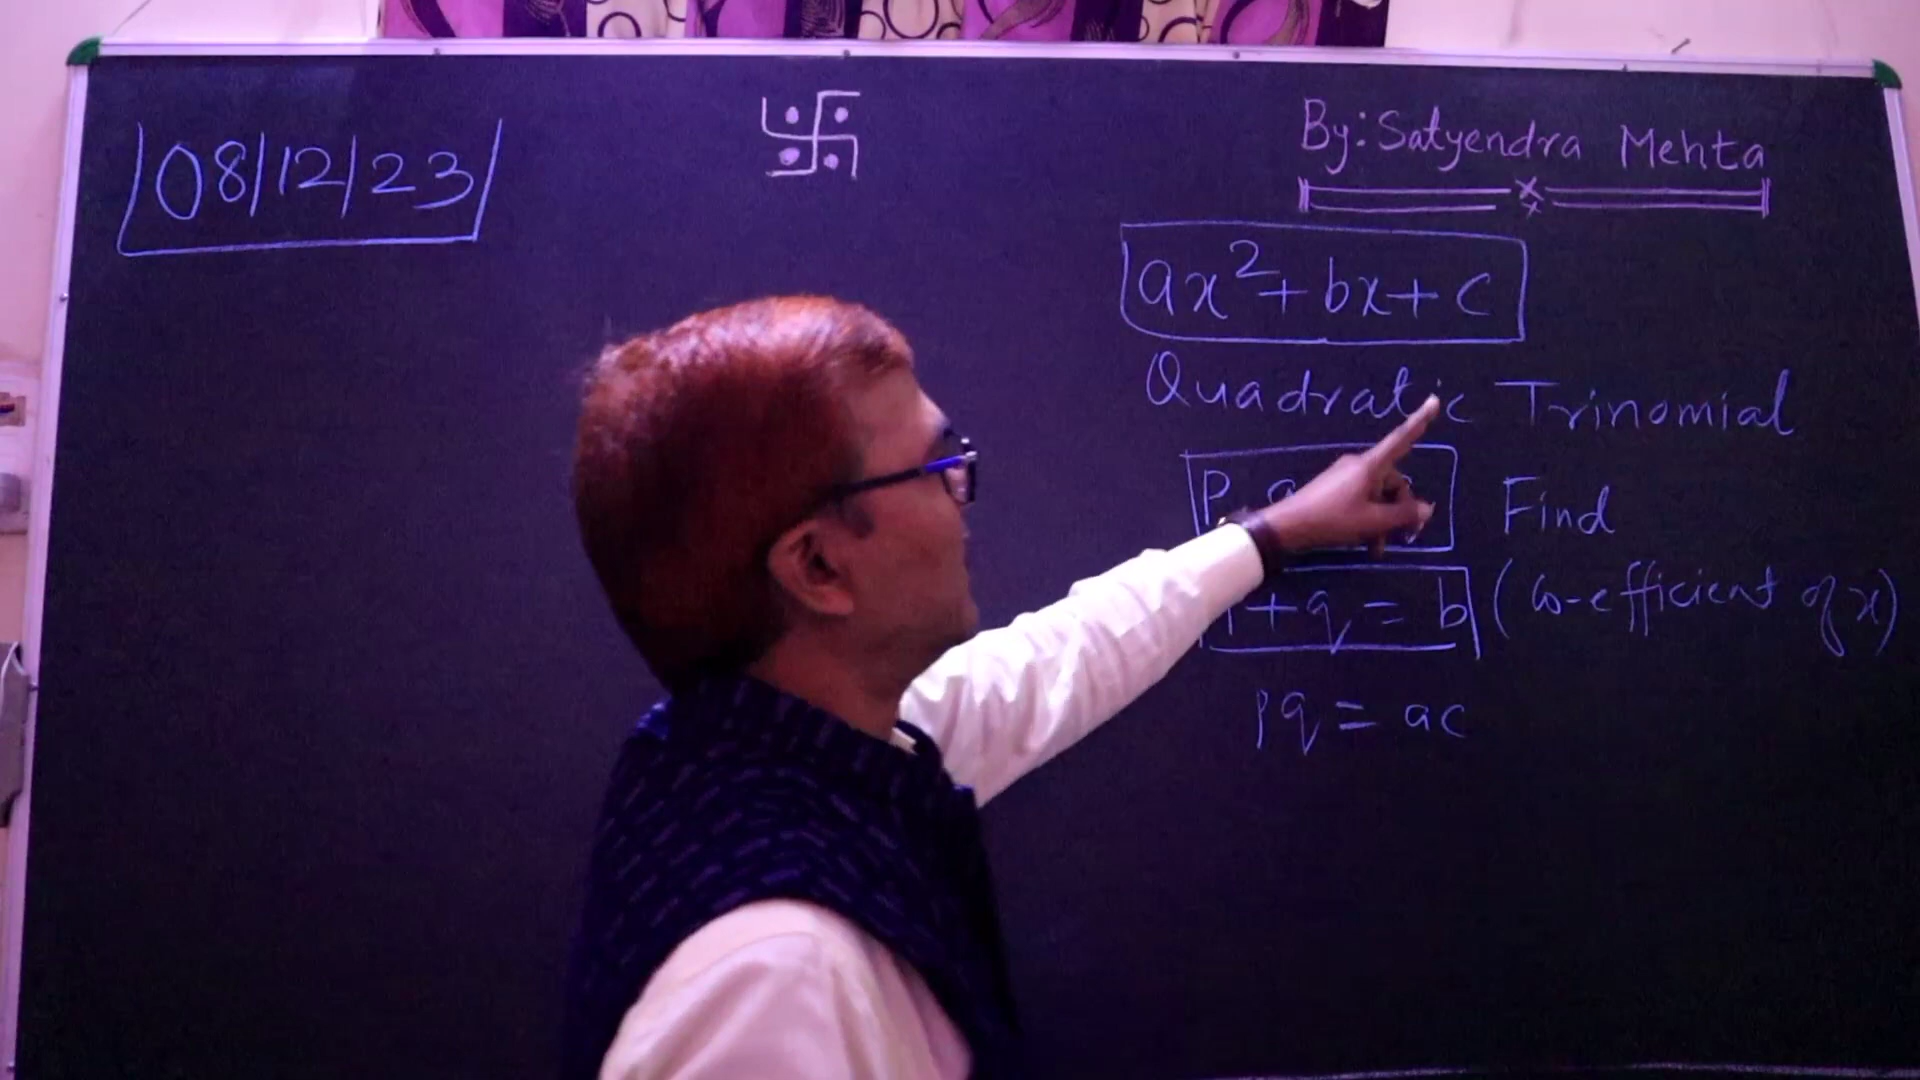 08/12/23
By: Satyendra Mehta
ax²+bx+c
Quadratic Trinomial
P Find
+q = b (Co-efficient of x)
pq = ac